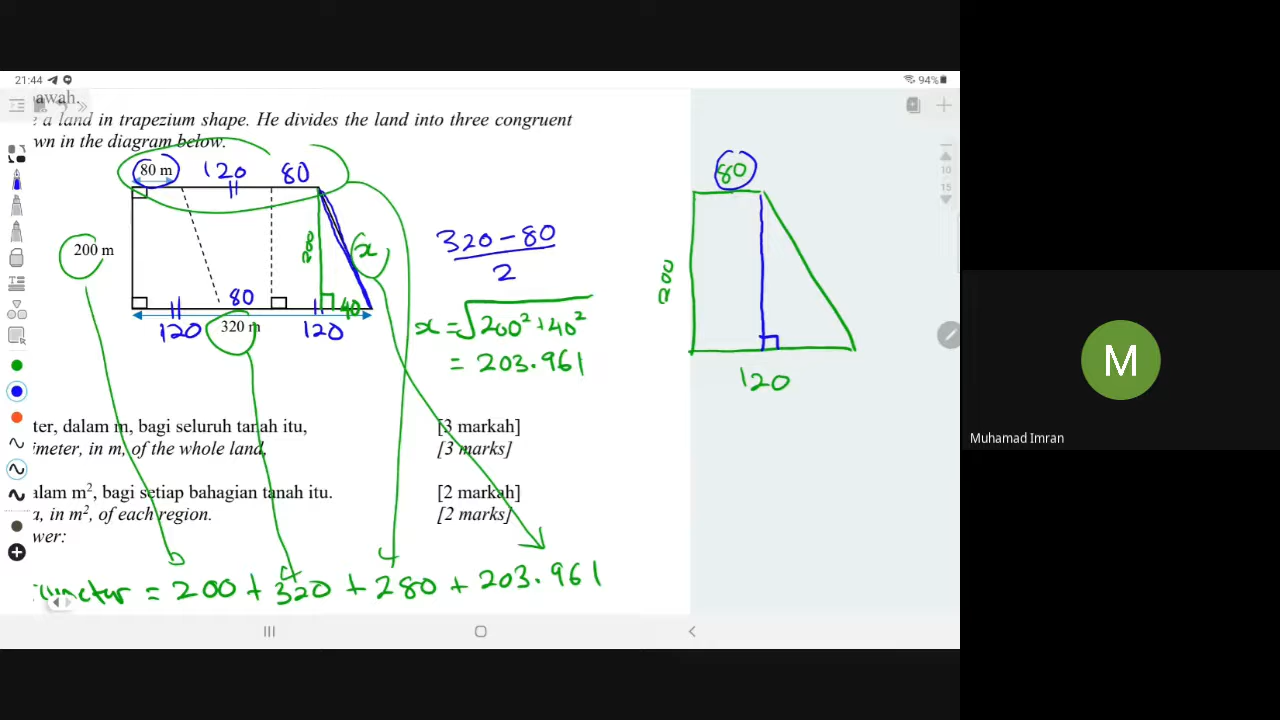 21:44
94%
awah.
e a land in trapezium shape. He divides the land into three congruent
wn in the diagram below.
80 m 120 80
200 m
200
x
80
40
120 320 m 120
320 - 80
2
x = √200² + 40²
= 203.961
80
200
120
10
15
ter, dalam m, bagi seluruh tanah itu, [3 markah]
imeter, in m, of the whole land, [3 marks]
alam m², bagi setiap bahagian tanah itu. [2 markah]
a, in m², of each region. [2 marks]
wer:
= 200 + 320 + 280 + 203.961
M
Muhamad Imran